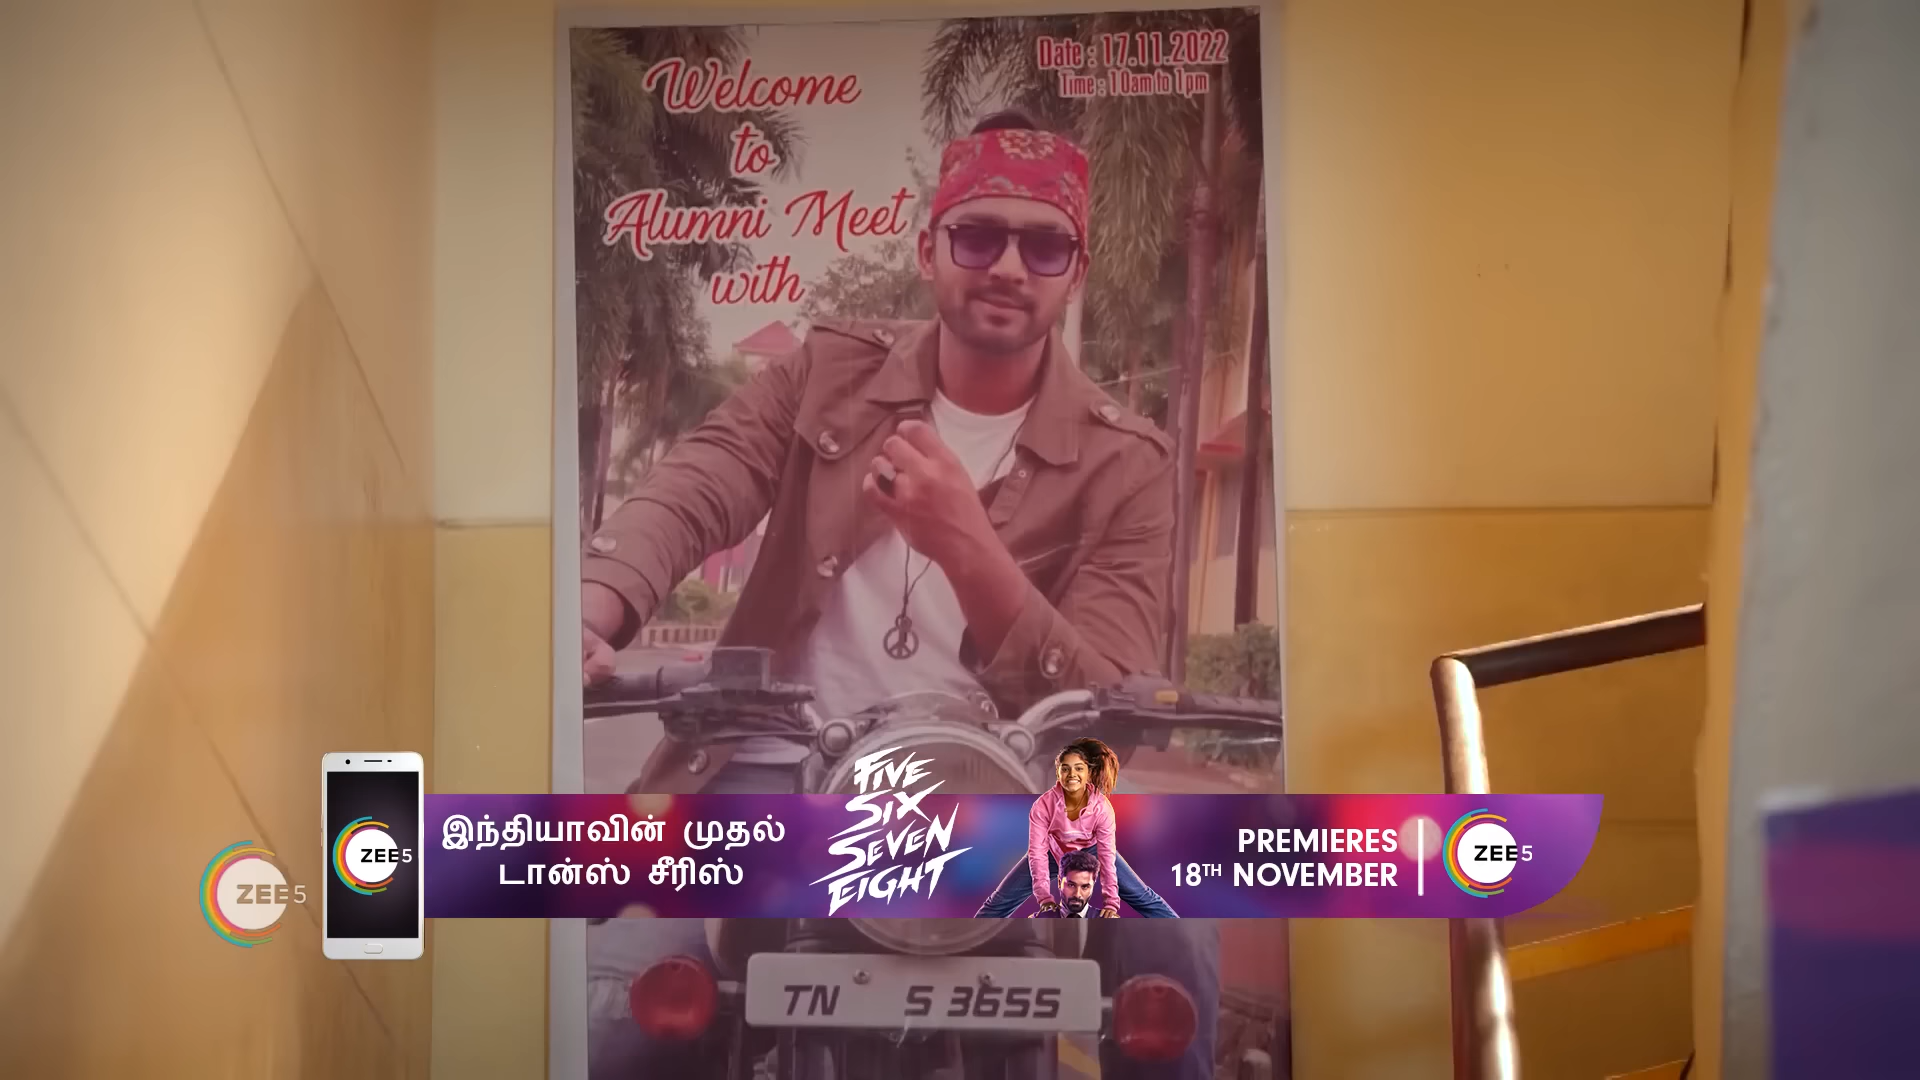 Welcome
to
Alumni Meet
with
Date : 17.11.2022
Time : 10am to 1pm
ZEE5
ZEE5
இந்தியாவின் முதல்
டான்ஸ் சீரிஸ்
FIVE
SIX
SEVEN
EIGHT
PREMIERES
18TH NOVEMBER
ZEE5
TN S 3655